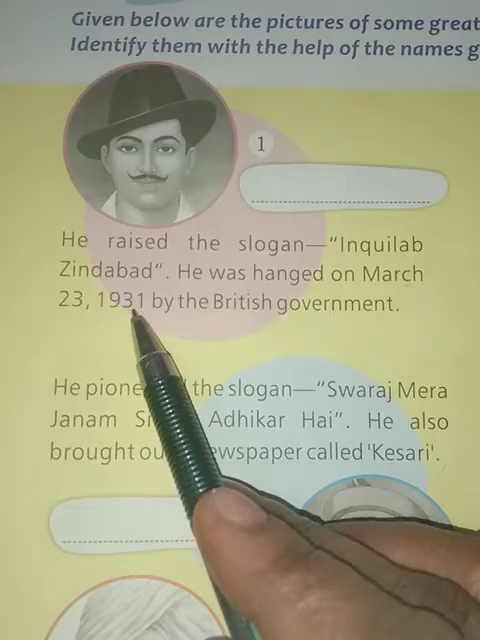 Given below are the pictures of some great
Identify them with the help of the names
1
He raised the slogan—"Inquilab
Zindabad". He was hanged on March
23, 1931 by the British government.
He the slogan—"Swaraj Mera
Janam Adhikar Hai". He also
brought called 'Kesari'.